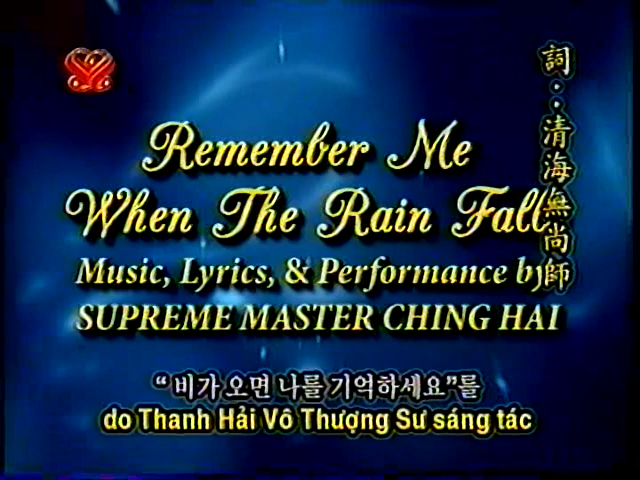 Remember Me
When The Rain Fall
Music, Lyrics, & Performance by
SUPREME MASTER CHING HAI
詞：清海無尚師
“ 비가 오면 나를 기억하세요”를
do Thanh Hải Vô Thượng Sư sáng tác